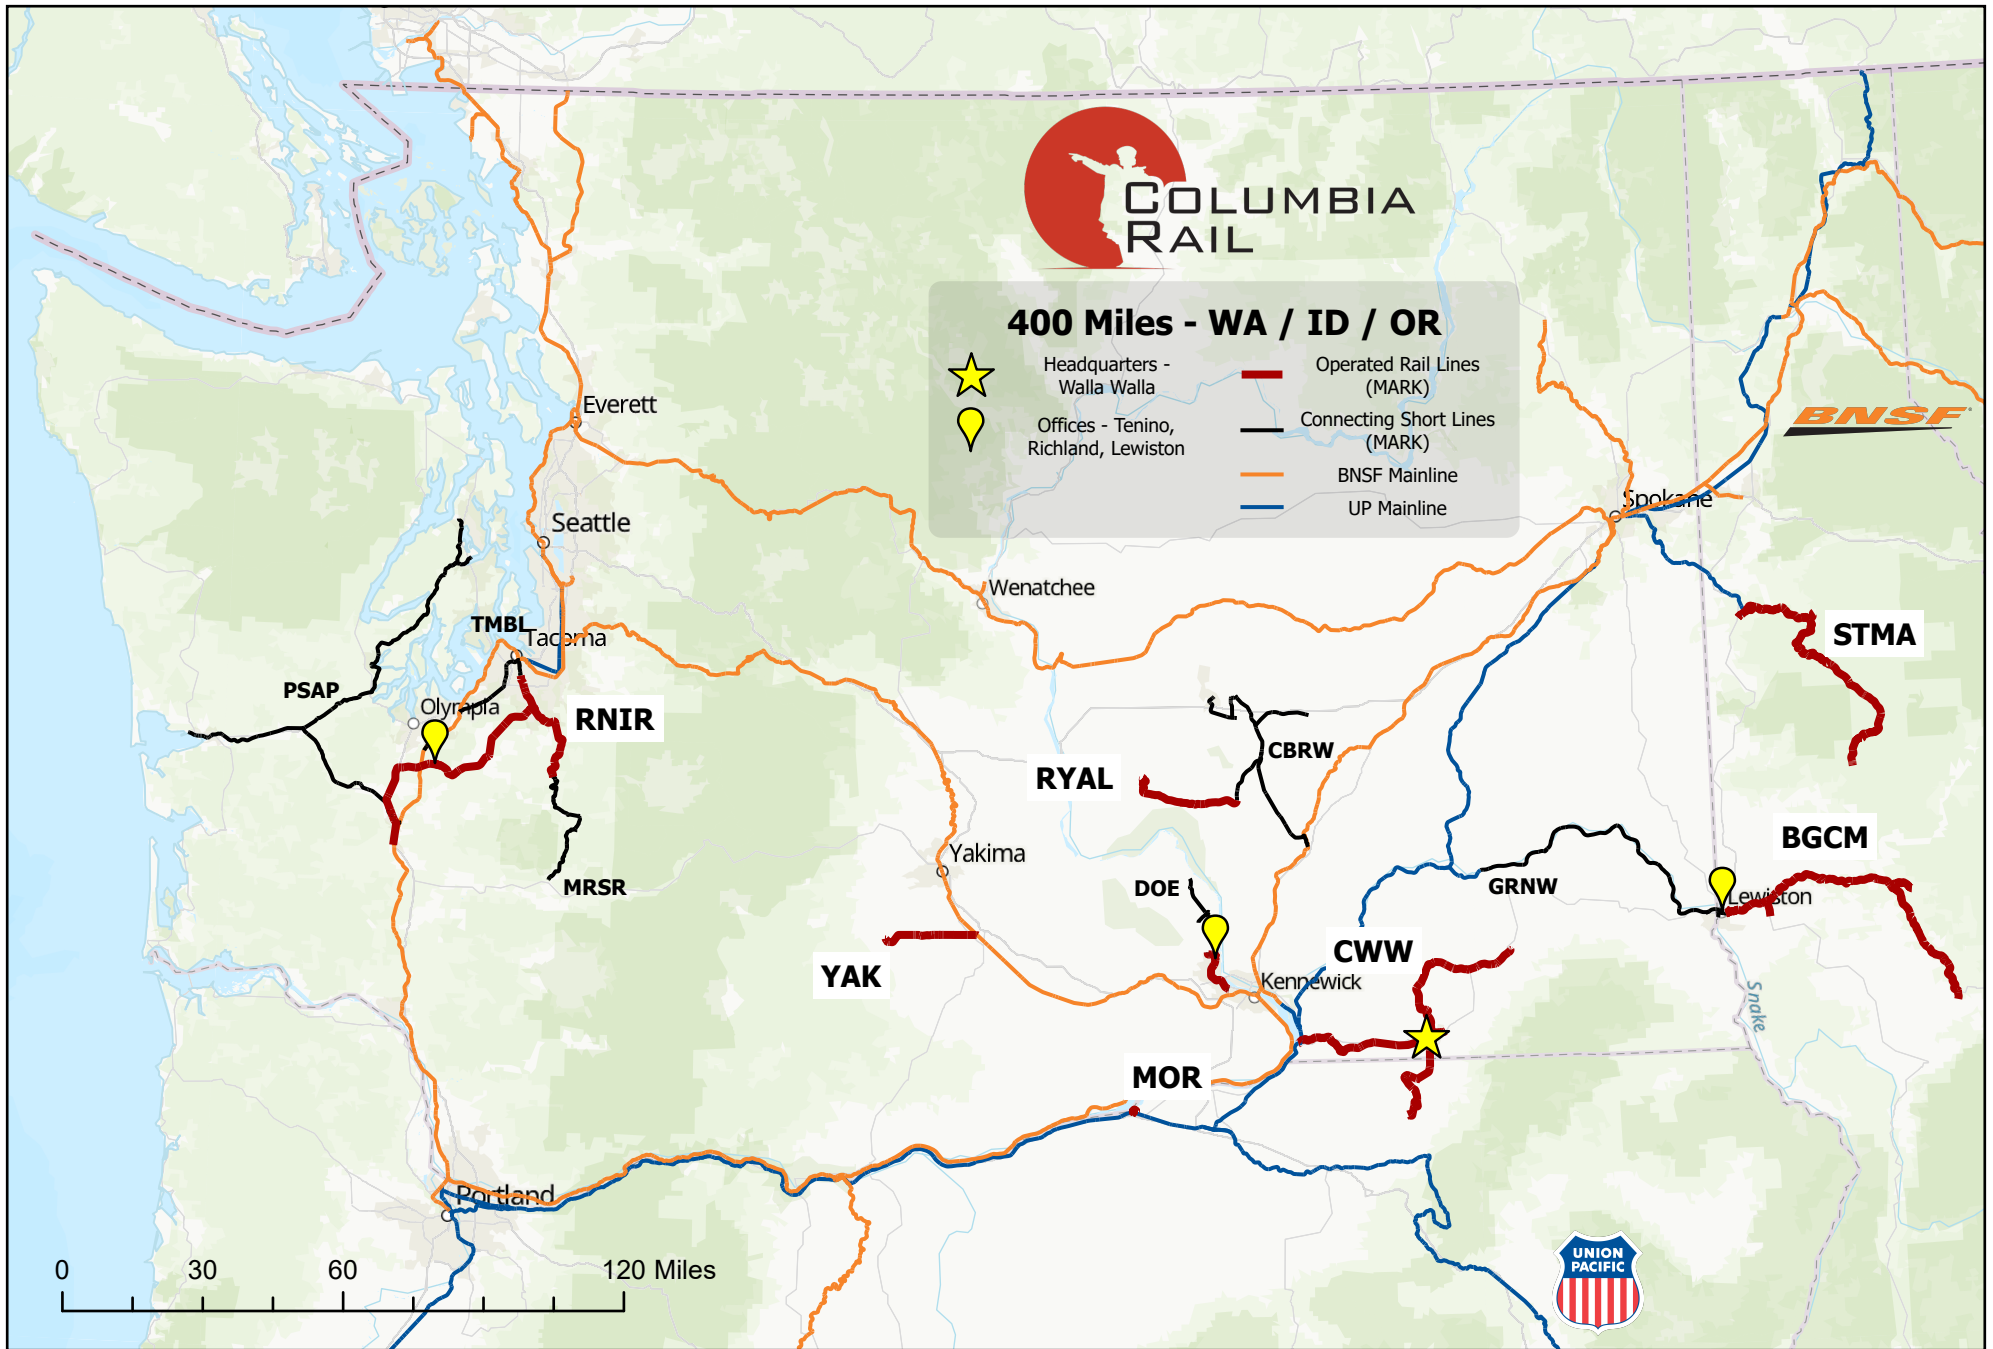 COLUMBIA
RAIL
400 Miles - WA / ID / OR
Headquarters -
Walla Walla
Operated Rail Lines
(MARK)
Offices - Tenino,
Richland, Lewiston
Connecting Short Lines
(MARK)
BNSF Mainline
UP Mainline
BNSF
Everett
Spokane
Seattle
Wenatchee
TMBL
Tacoma
STMA
PSAP
Olympia
RNIR
CBRW
RYAL
BGCM
Yakima
MRSR
DOE
GRNW
Lewiston
CWW
YAK
Kennewick
Snake
MOR
Portland
UNION
PACIFIC
0 30 60 120 Miles